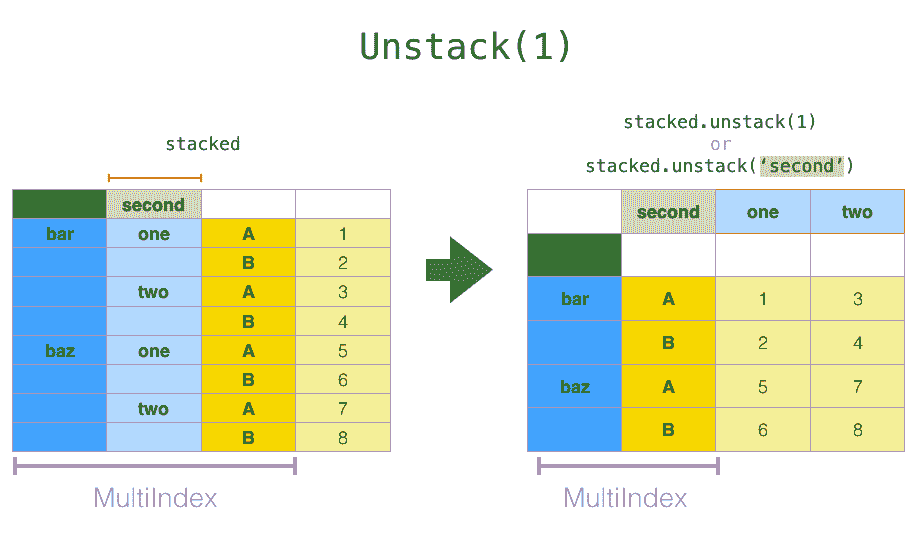 Unstack(1)
stacked
stacked.unstack(1)
or
stacked.unstack(‘second’)
second
bar one A 1
B 2
two A 3
B 4
baz one A 5
B 6
two A 7
B 8
MultiIndex
second one two
bar A 1 3
B 2 4
baz A 5 7
B 6 8
MultiIndex